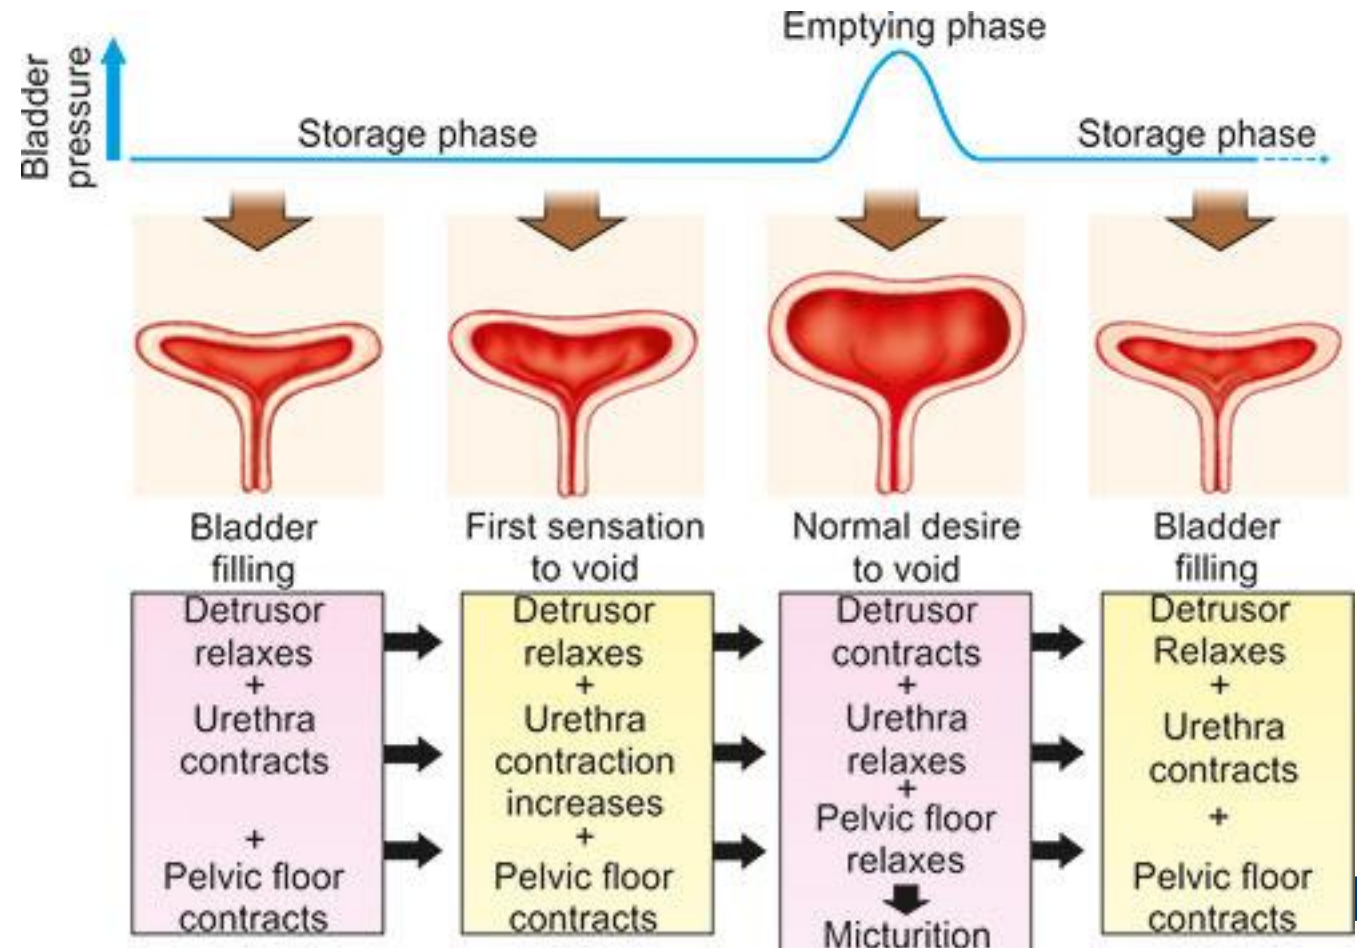 Emptying phase
Bladder
pressure
Storage phase
Storage phase
Bladder
filling
First sensation
to void
Normal desire
to void
Bladder
filling
Detrusor
relaxes
+
Urethra
contracts
+
Pelvic floor
contracts
Detrusor
relaxes
+
Urethra
contraction
increases
+
Pelvic floor
contracts
Detrusor
contracts
+
Urethra
relaxes
+
Pelvic floor
relaxes
Micturition
Detrusor
Relaxes
+
Urethra
contracts
+
Pelvic floor
contracts